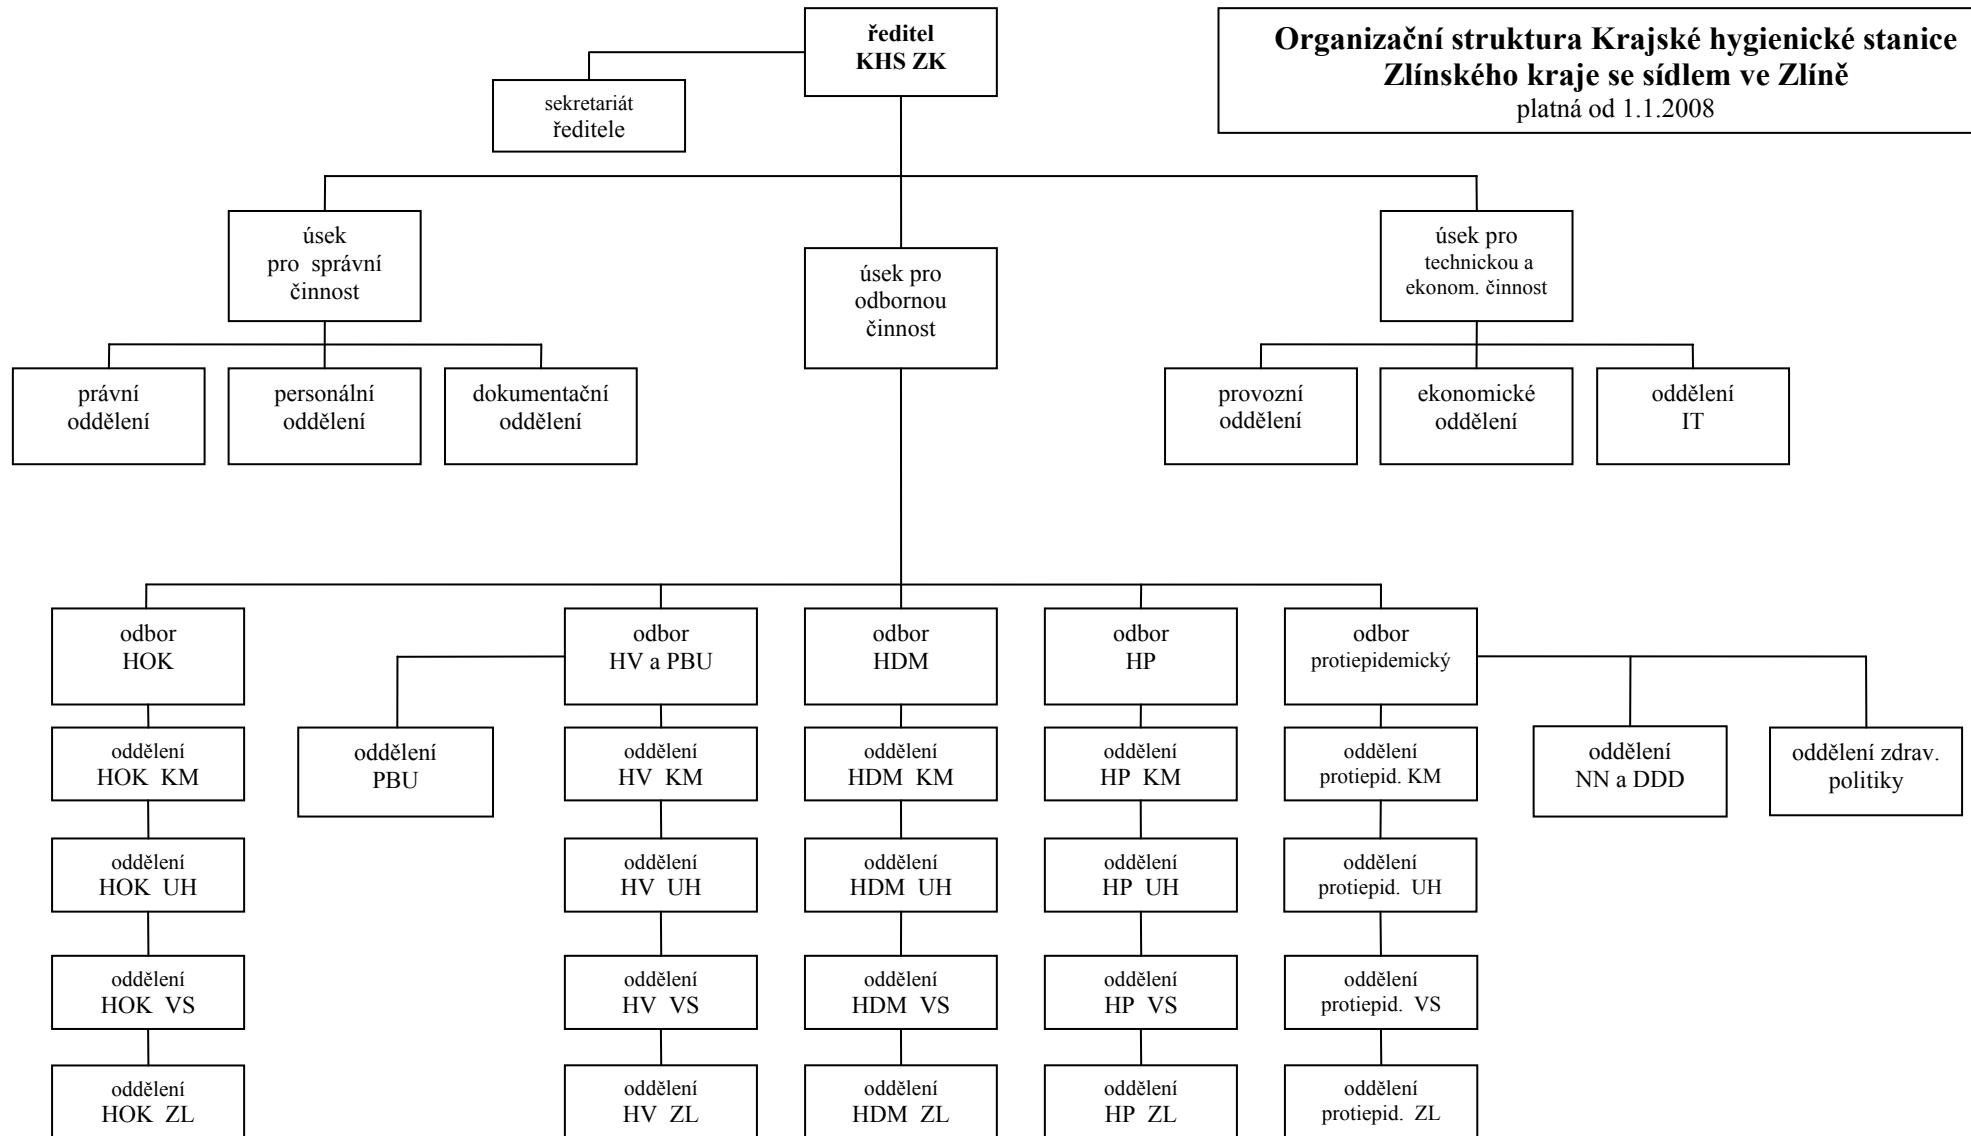 ředitel
KHS ZK
Organizační struktura Krajské hygienické stanice
Zlínského kraje se sídlem ve Zlíně
platná od 1.1.2008
sekretariát
ředitele
úsek
pro správní
činnost
úsek pro
odbornou
činnost
úsek pro
technickou a
ekonom. činnost
právní
oddělení
personální
oddělení
dokumentační
oddělení
provozní
oddělení
ekonomické
oddělení
oddělení
IT
odbor
HOK
odbor
HV a PBU
odbor
HDM
odbor
HP
odbor
protiepidemický
oddělení
HOK KM
oddělení
PBU
oddělení
HV KM
oddělení
HDM KM
oddělení
HP KM
oddělení
protiepid. KM
oddělení
NN a DDD
oddělení zdrav.
politiky
oddělení
HOK UH
oddělení
HV UH
oddělení
HDM UH
oddělení
HP UH
oddělení
protiepid. UH
oddělení
HOK VS
oddělení
HV VS
oddělení
HDM VS
oddělení
HP VS
oddělení
protiepid. VS
oddělení
HOK ZL
oddělení
HV ZL
oddělení
HDM ZL
oddělení
HP ZL
oddělení
protiepid. ZL